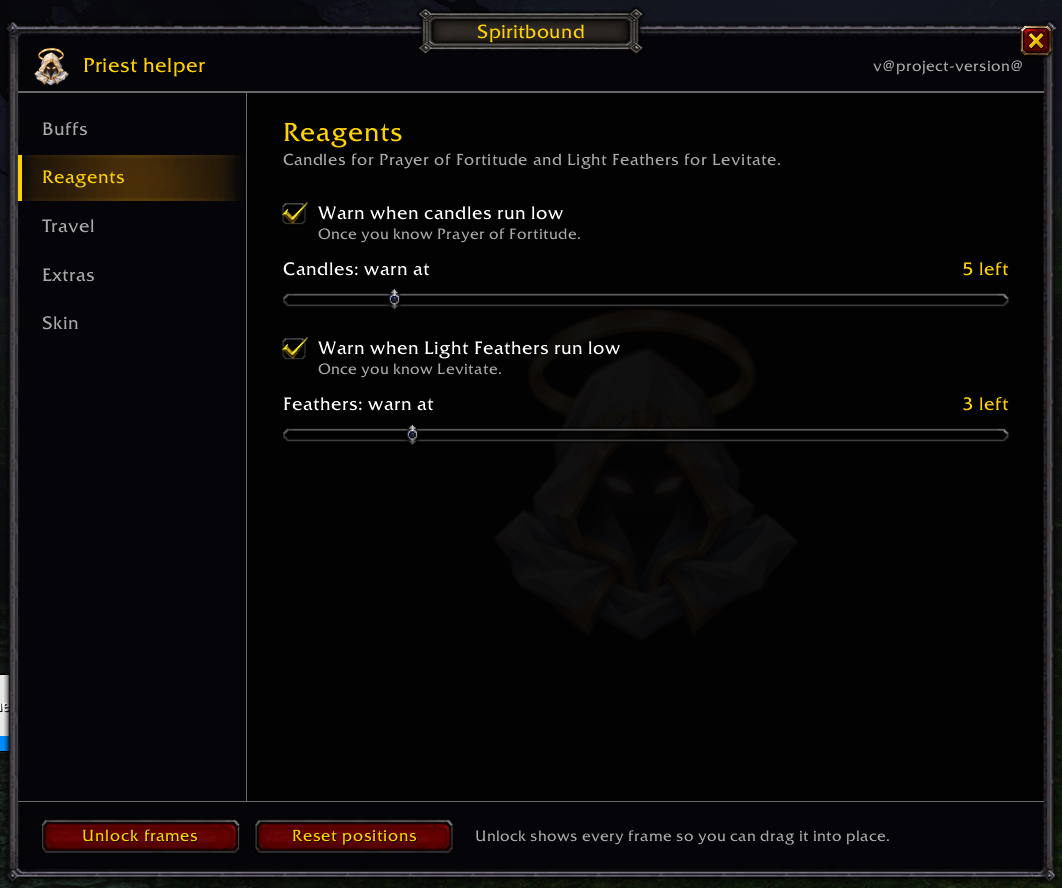 Spiritbound
Priest helper
v@project-version@
Buffs
Reagents
Travel
Extras
Skin
Reagents
Candles for Prayer of Fortitude and Light Feathers for Levitate.
Warn when candles run low
Once you know Prayer of Fortitude.
Candles: warn at
5 left
Warn when Light Feathers run low
Once you know Levitate.
Feathers: warn at
3 left
Unlock frames
Reset positions
Unlock shows every frame so you can drag it into place.